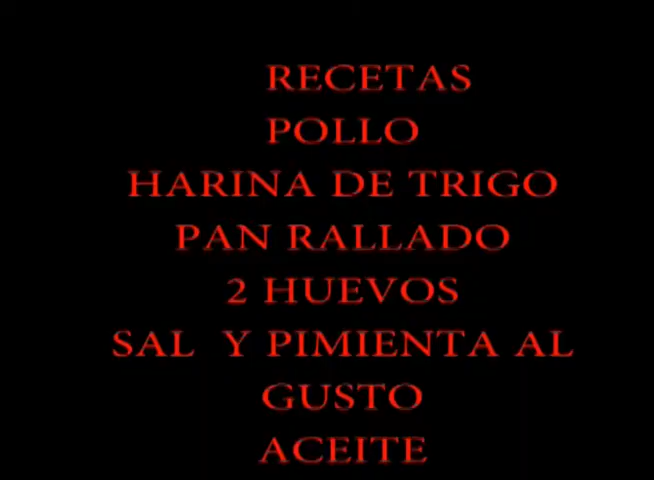 RECETAS
POLLO
HARINA DE TRIGO
PAN RALLADO
2 HUEVOS
SAL Y PIMIENTA AL
GUSTO
ACEITE